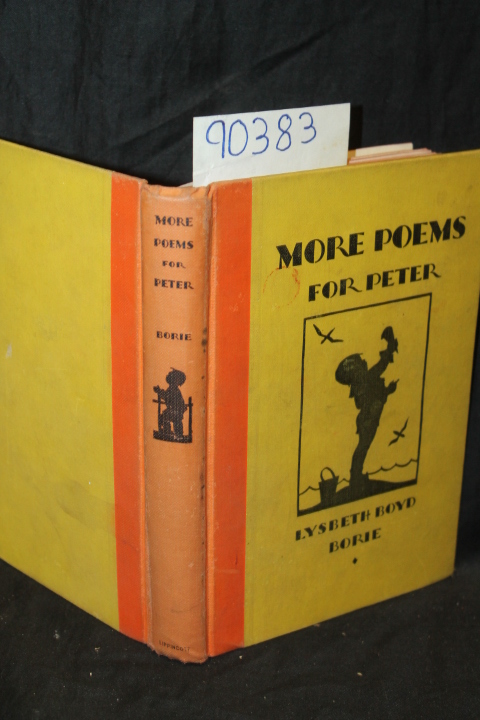 90383
MORE
POEMS
FOR
PETER
BORIE
LIPPINCOTT
MORE POEMS
FOR PETER
LYSBETH BOYD
BORIE